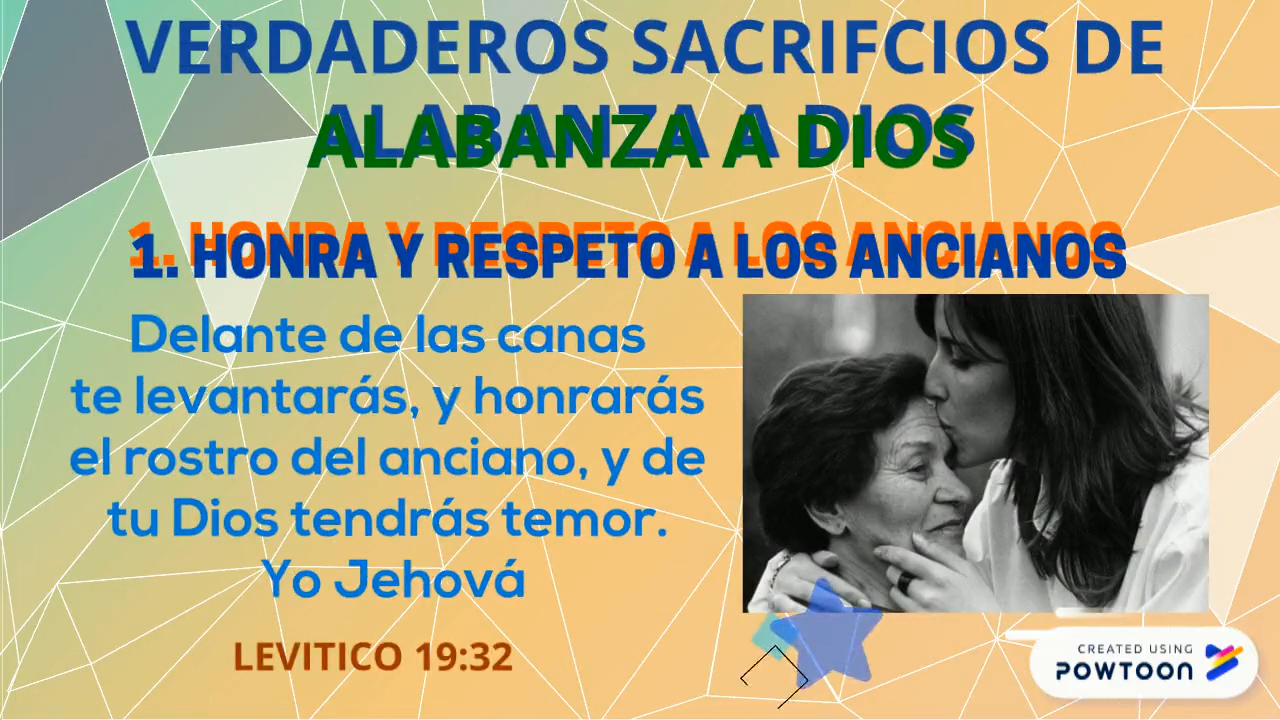 VERDADEROS SACRIFCIOS DE
ALABANZA A DIOS
1. HONRA Y RESPETO A LOS ANCIANOS
Delante de las canas
te levantarás, y honrarás
el rostro del anciano, y de
tu Dios tendrás temor.
Yo Jehová
LEVITICO 19:32
CREATED USING
POWTOON